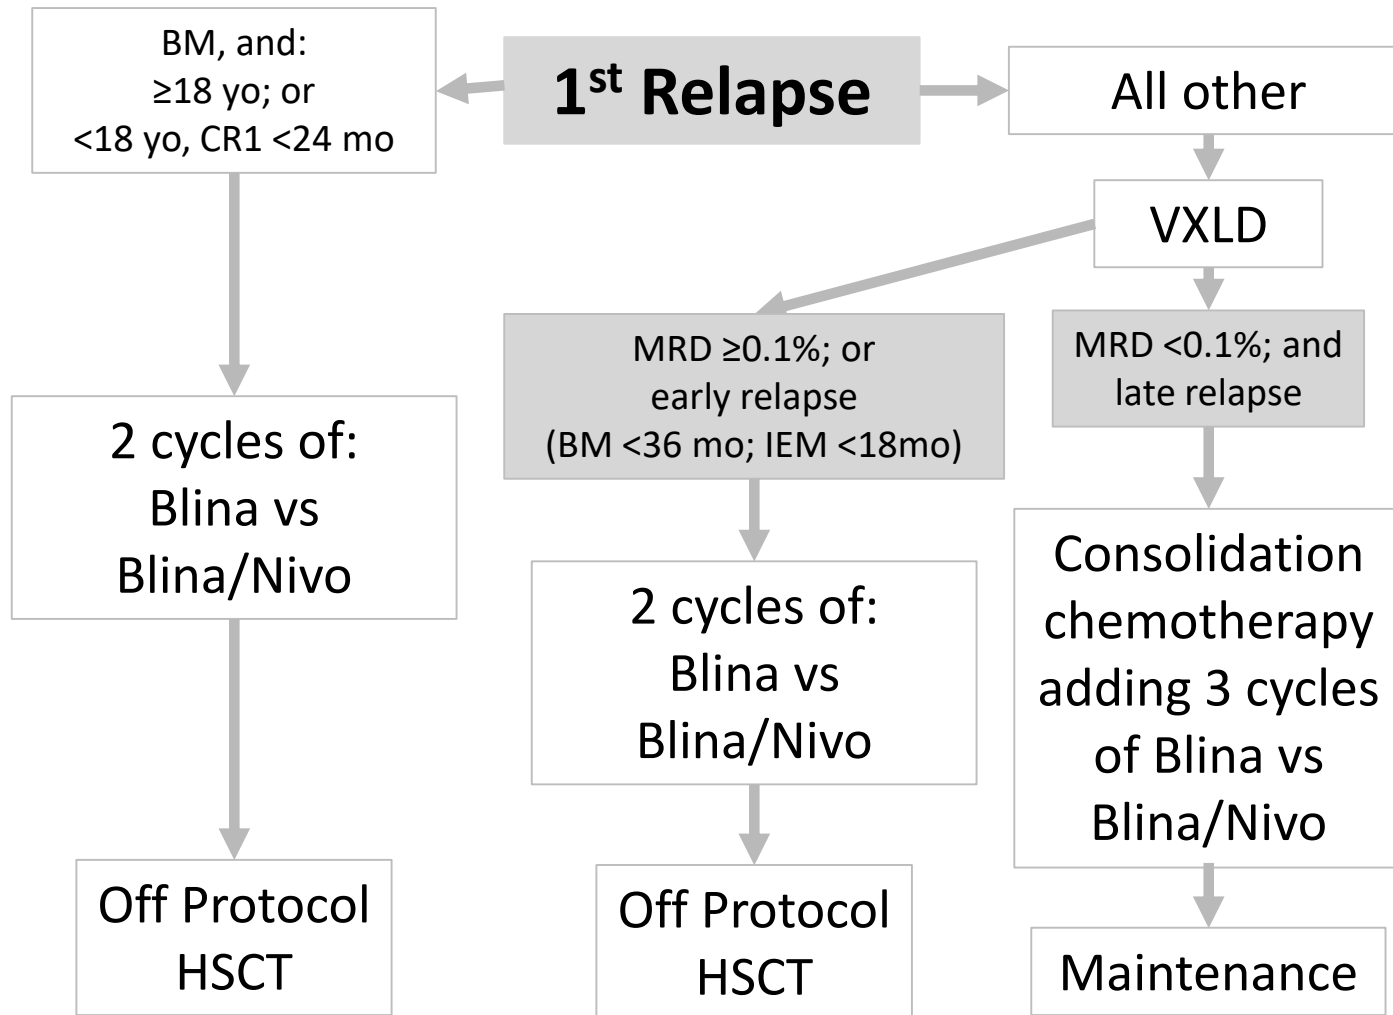 1st Relapse
BM, and:
≥18 yo; or
<18 yo, CR1 <24 mo
2 cycles of:
Blina vs
Blina/Nivo
Off Protocol
HSCT
All other
VXLD
MRD ≥0.1%; or
early relapse
(BM <36 mo; IEM <18mo)
2 cycles of:
Blina vs
Blina/Nivo
Off Protocol
HSCT
MRD <0.1%; and
late relapse
Consolidation
chemotherapy
adding 3 cycles
of Blina vs
Blina/Nivo
Maintenance